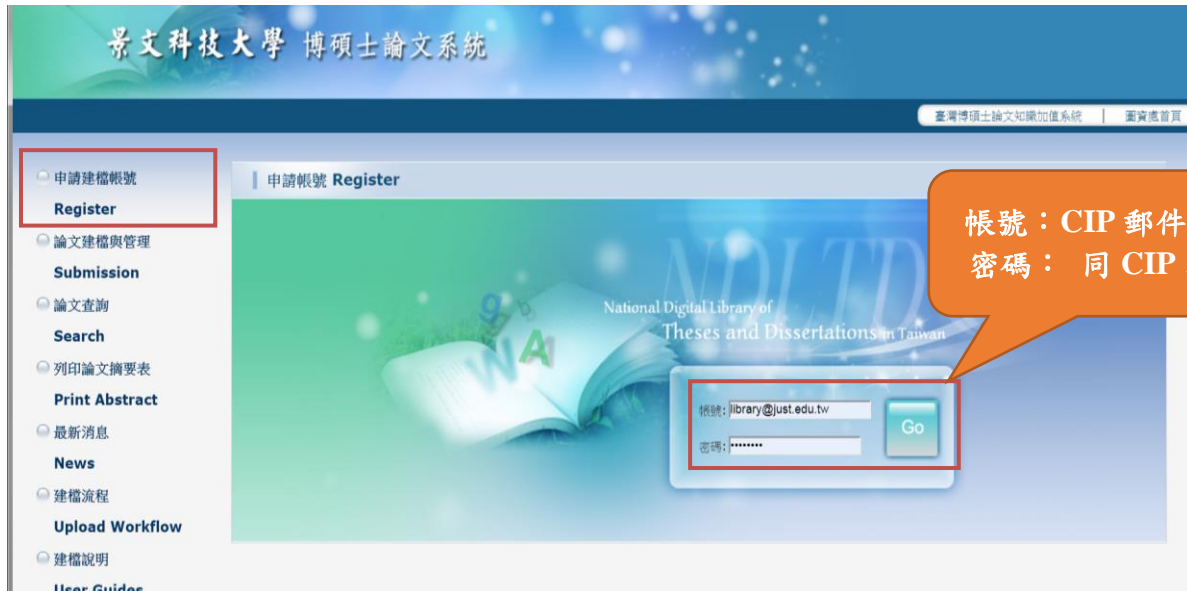 景文科技大學 博碩士論文系統
臺灣博碩士論文知識加值系統 | 圖資處首頁
申請建檔帳號
Register
論文建檔與管理
Submission
論文查詢
Search
列印論文摘要表
Print Abstract
最新消息
News
建檔流程
Upload Workflow
建檔說明
User Guides
申請帳號 Register
帳號：CIP 郵件
密碼： 同 CIP
NDLTD
National Digital Library of
Theses and Dissertations in Taiwan
帳號: library@just.edu.tw
密碼: ••••••••
Go